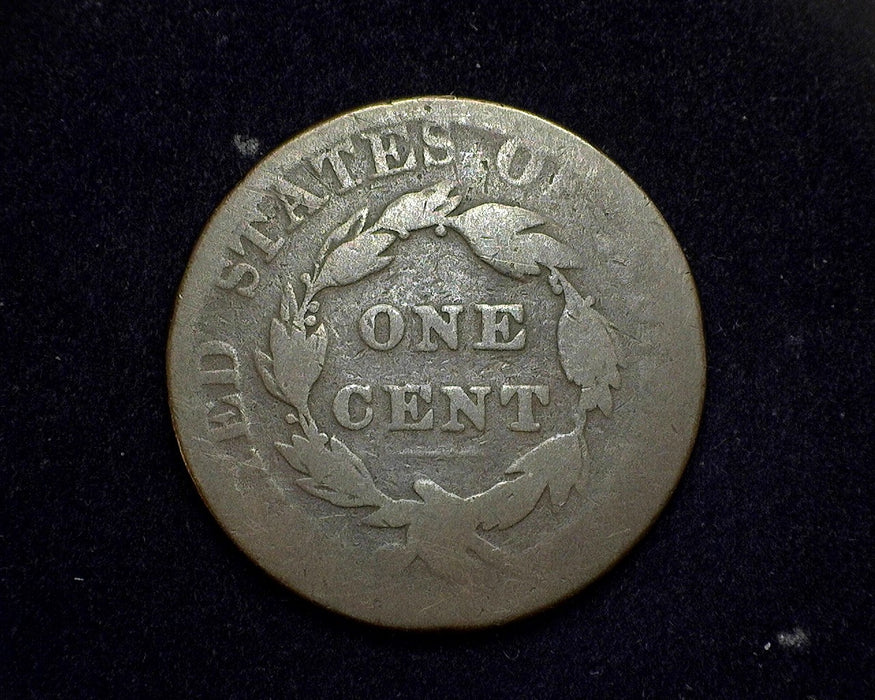 ED STATES O
ONE
CENT